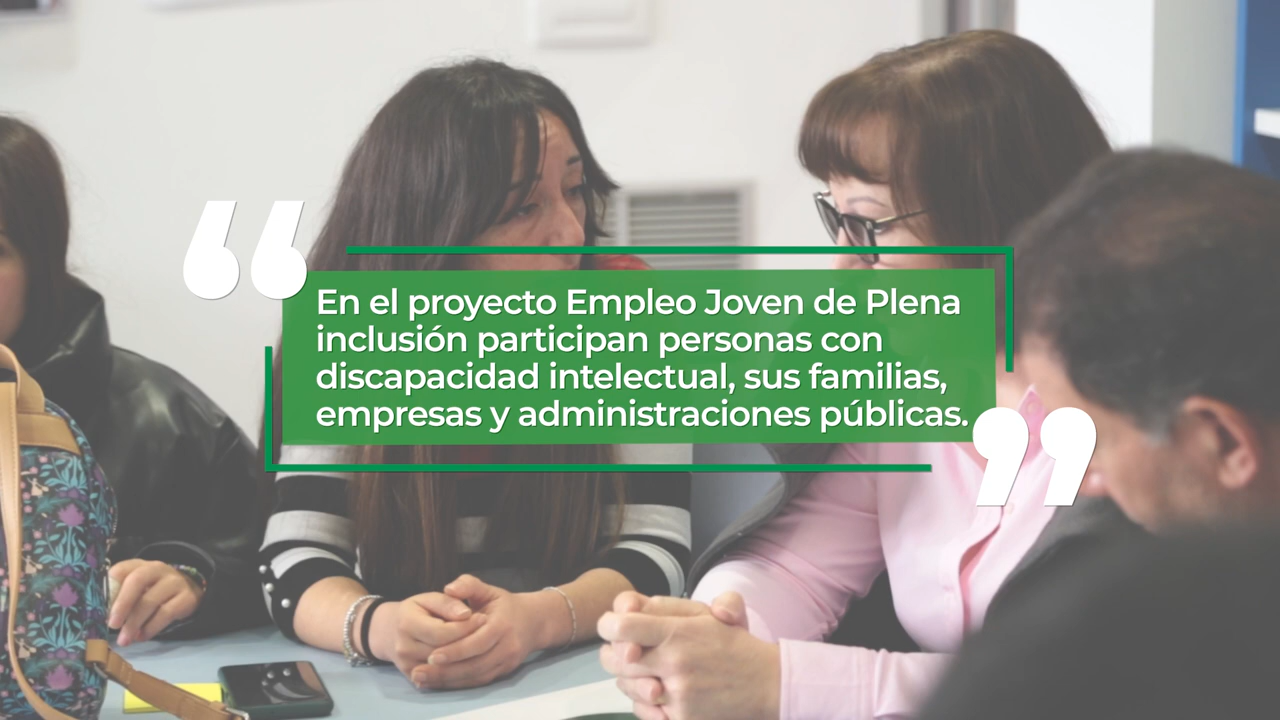 En el proyecto Empleo Joven de Plena
inclusión participan personas con
discapacidad intelectual, sus familias,
empresas y administraciones públicas.